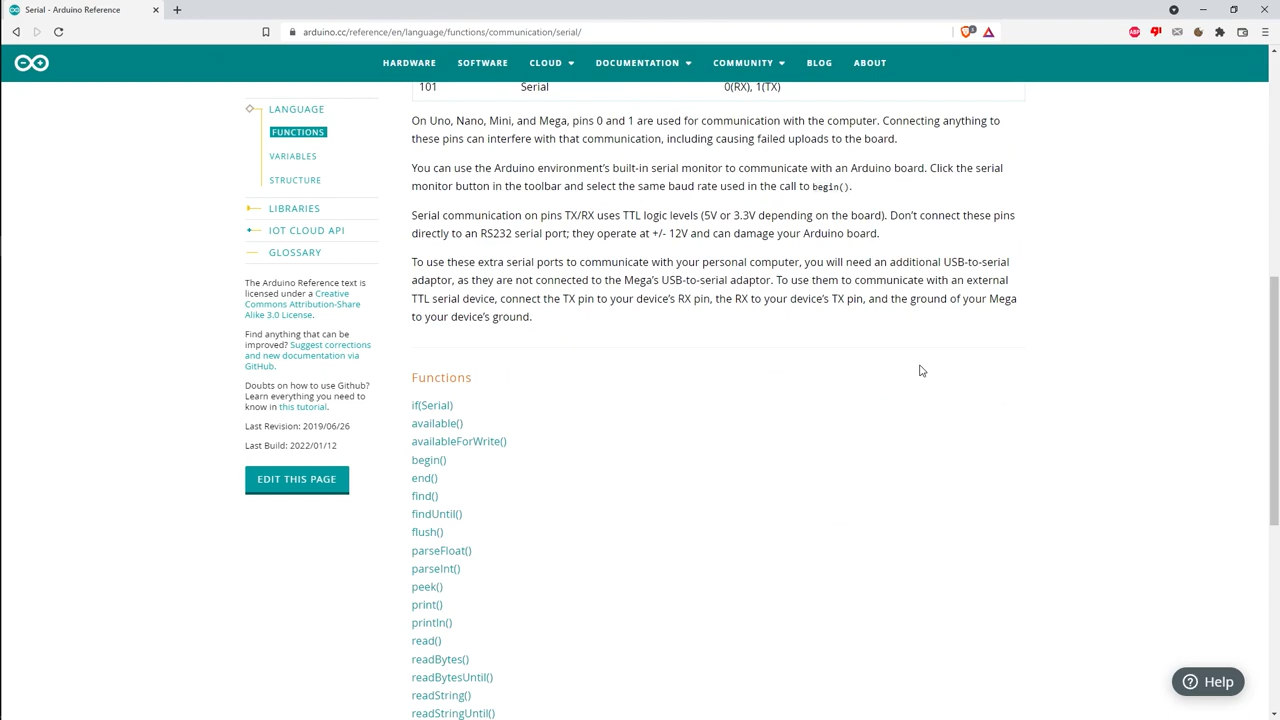 Serial - Arduino Reference
arduino.cc/reference/en/language/functions/communication/serial/
HARDWARE
SOFTWARE
CLOUD
DOCUMENTATION
COMMUNITY
BLOG
ABOUT
LANGUAGE
FUNCTIONS
VARIABLES
STRUCTURE
LIBRARIES
IOT CLOUD API
GLOSSARY
The Arduino Reference text is
licensed under a Creative
Commons Attribution-Share
Alike 3.0 License.
Find anything that can be
improved? Suggest corrections
and new documentation via
GitHub.
Doubts on how to use Github?
Learn everything you need to
know in this tutorial.
Last Revision: 2019/06/26
Last Build: 2022/01/12
EDIT THIS PAGE
101 Serial 0(RX), 1(TX)
On Uno, Nano, Mini, and Mega, pins 0 and 1 are used for communication with the computer. Connecting anything to
these pins can interfere with that communication, including causing failed uploads to the board.
You can use the Arduino environment’s built-in serial monitor to communicate with an Arduino board. Click the serial
monitor button in the toolbar and select the same baud rate used in the call to begin().
Serial communication on pins TX/RX uses TTL logic levels (5V or 3.3V depending on the board). Don’t connect these pins
directly to an RS232 serial port; they operate at +/- 12V and can damage your Arduino board.
To use these extra serial ports to communicate with your personal computer, you will need an additional USB-to-serial
adaptor, as they are not connected to the Mega’s USB-to-serial adaptor. To use them to communicate with an external
TTL serial device, connect the TX pin to your device’s RX pin, the RX to your device’s TX pin, and the ground of your Mega
to your device’s ground.
Functions
if(Serial)
available()
availableForWrite()
begin()
end()
find()
findUntil()
flush()
parseFloat()
parseInt()
peek()
print()
println()
read()
readBytes()
readBytesUntil()
readString()
readStringUntil()
Help